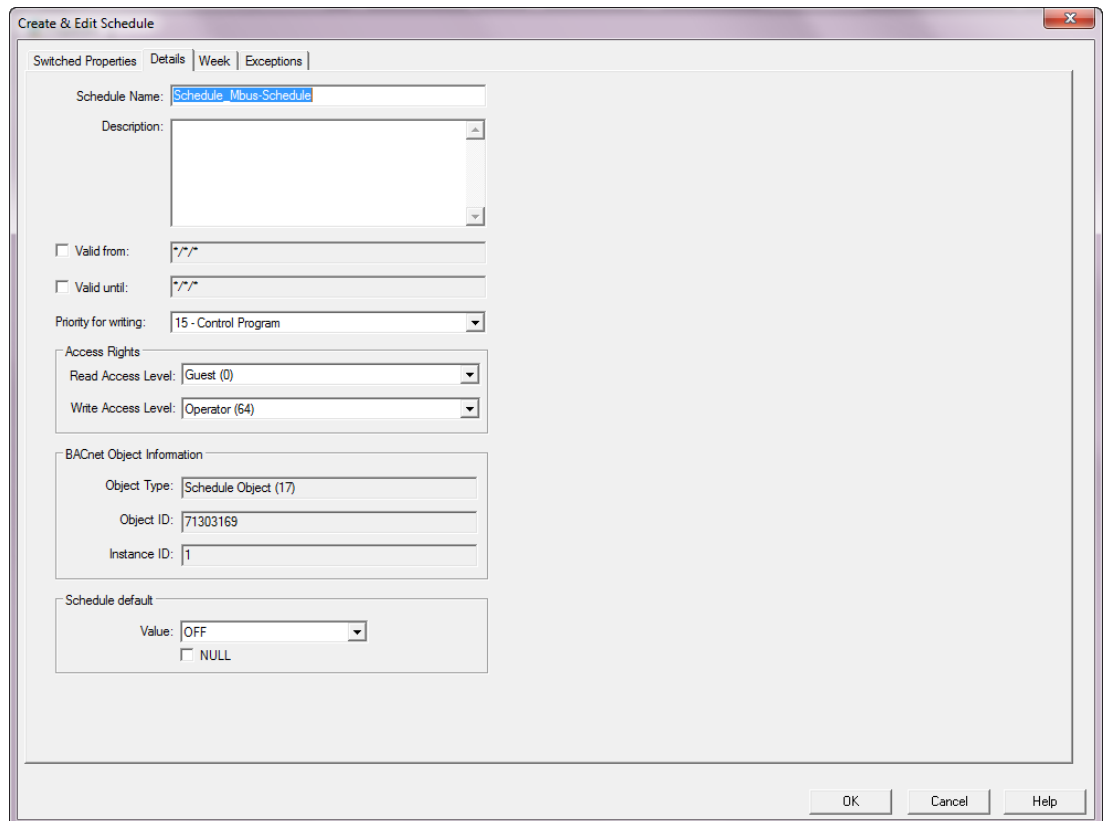 Create & Edit Schedule
Switched Properties Details Week Exceptions
Schedule Name: Schedule_Mbus-Schedule
Description:
Valid from: */*/*
Valid until: */*/*
Priority for writing: 15 - Control Program
Access Rights
Read Access Level: Guest (0)
Write Access Level: Operator (64)
BACnet Object Information
Object Type: Schedule Object (17)
Object ID: 71303169
Instance ID: 1
Schedule default
Value: OFF
NULL
OK Cancel Help